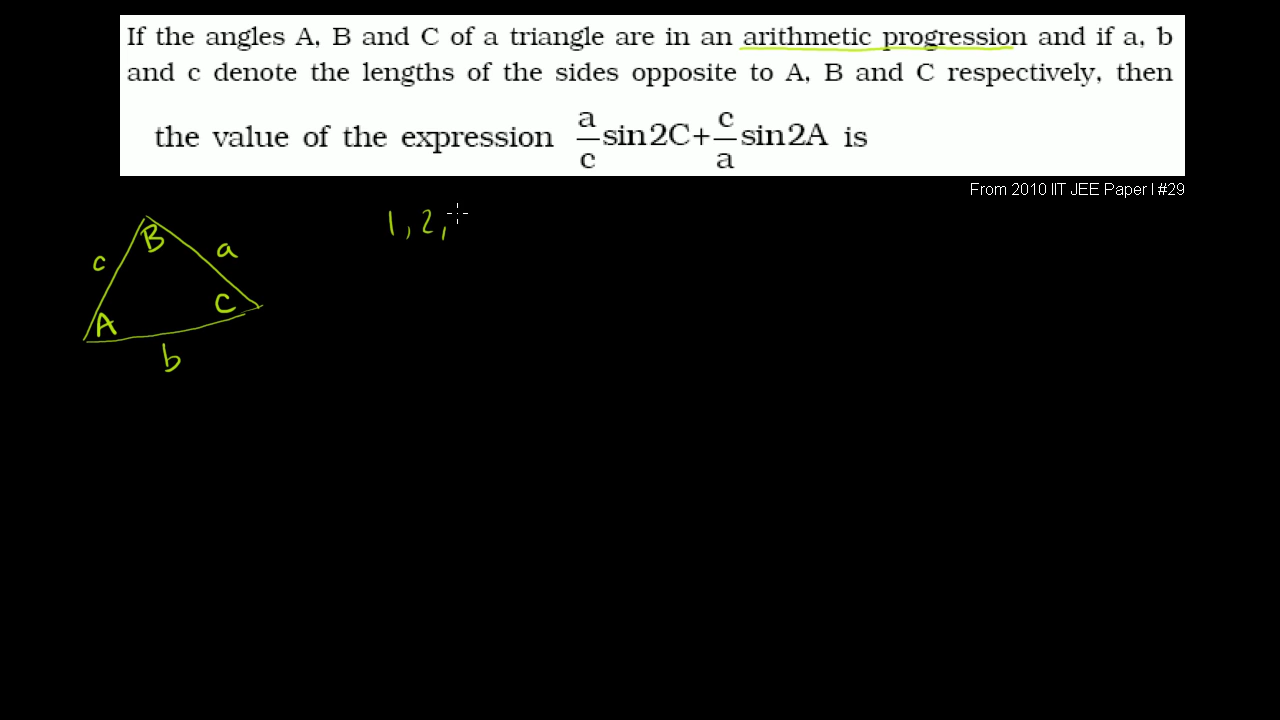 If the angles A, B and C of a triangle are in an arithmetic progression and if a, b
and c denote the lengths of the sides opposite to A, B and C respectively, then
the value of the expression a/c sin2C+ c/a sin2A is
From 2010 IIT JEE Paper I #29
1, 2,
B
a
c
C
A
b